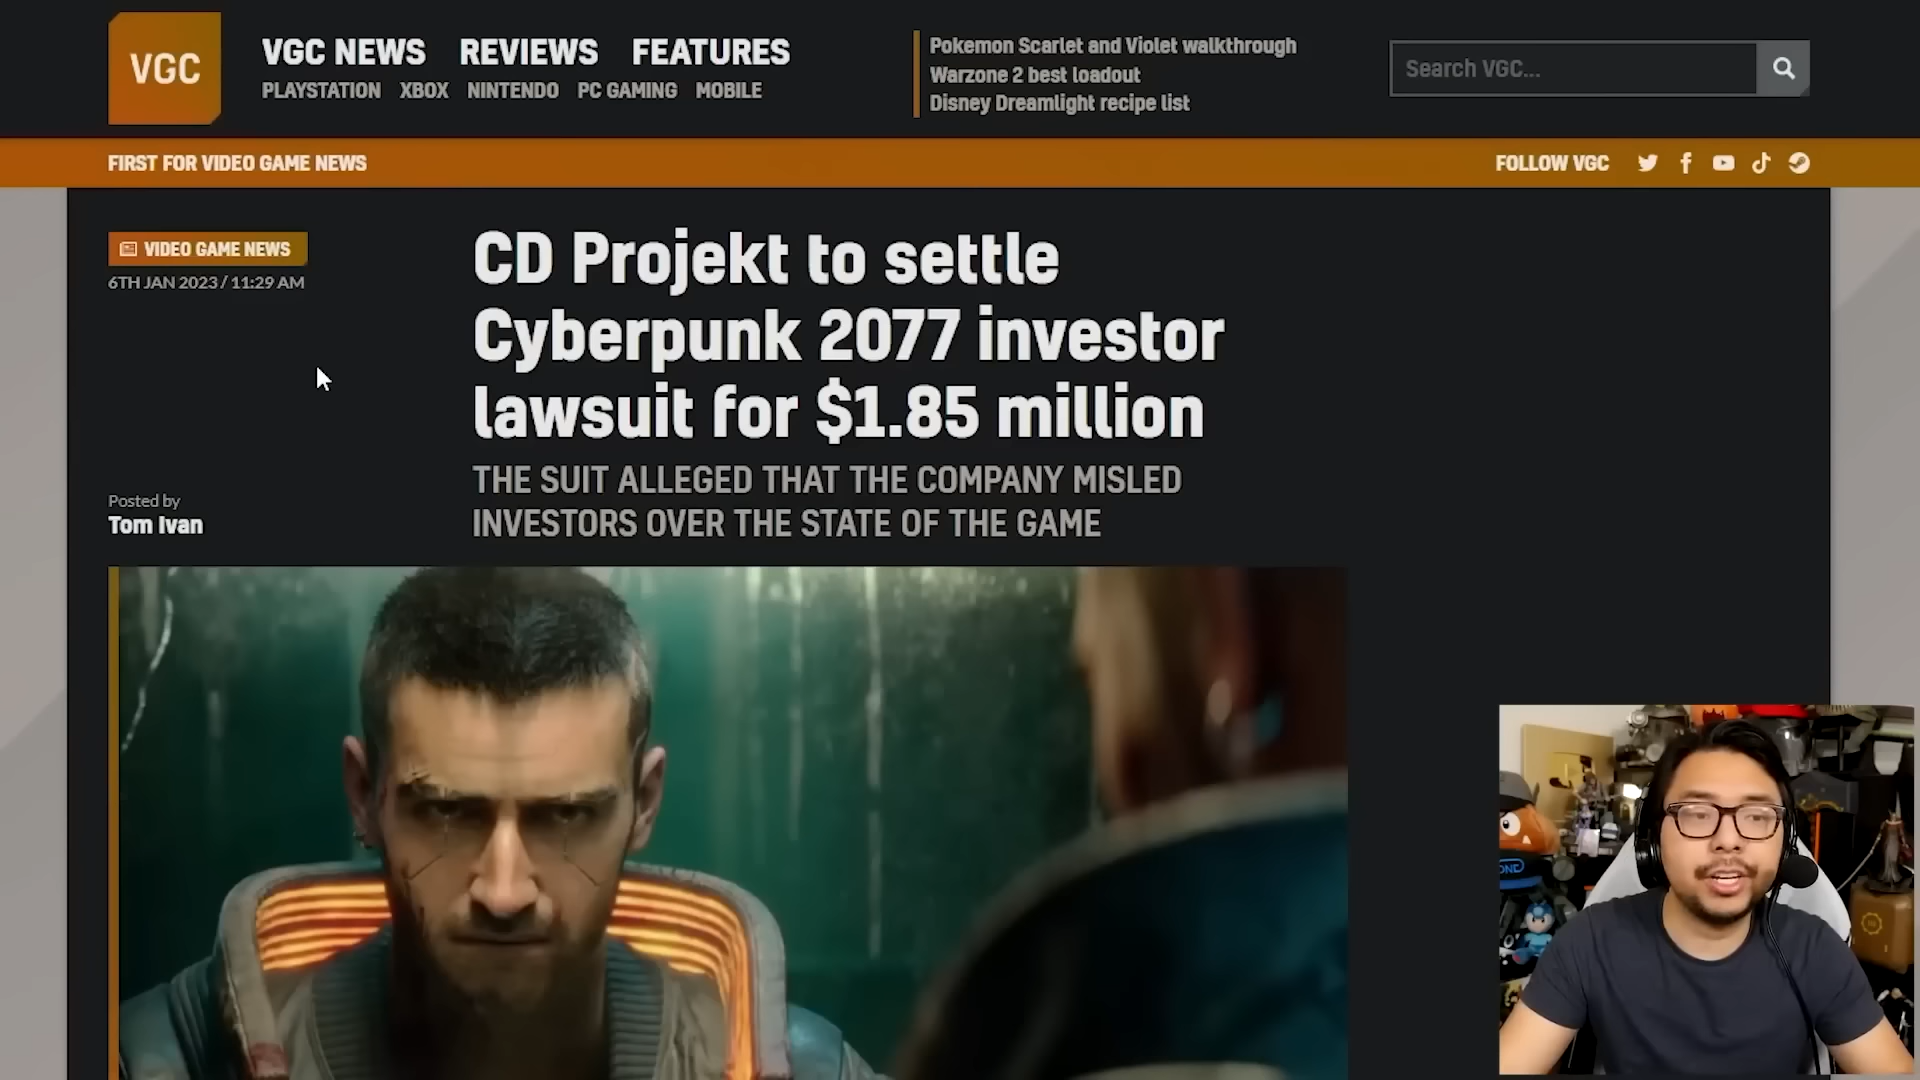 VGC
VGC NEWS REVIEWS FEATURES
PLAYSTATION XBOX NINTENDO PC GAMING MOBILE
Pokemon Scarlet and Violet walkthrough
Warzone 2 best loadout
Disney Dreamlight recipe list
Search VGC...
FIRST FOR VIDEO GAME NEWS
FOLLOW VGC
VIDEO GAME NEWS
6TH JAN 2023 / 11:29 AM
CD Projekt to settle
Cyberpunk 2077 investor
lawsuit for $1.85 million
THE SUIT ALLEGED THAT THE COMPANY MISLED
INVESTORS OVER THE STATE OF THE GAME
Posted by
Tom Ivan